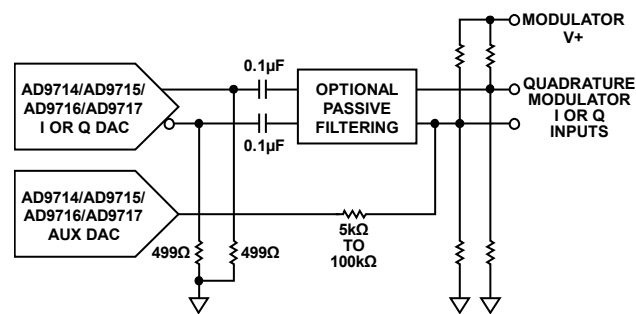 MODULATOR
V+
0.1µF
AD9714/AD9715/
AD9716/AD9717
I OR Q DAC
OPTIONAL
PASSIVE
FILTERING
QUADRATURE
MODULATOR
I OR Q
INPUTS
0.1µF
AD9714/AD9715/
AD9716/AD9717
AUX DAC
499Ω
499Ω
5kΩ
TO
100kΩ